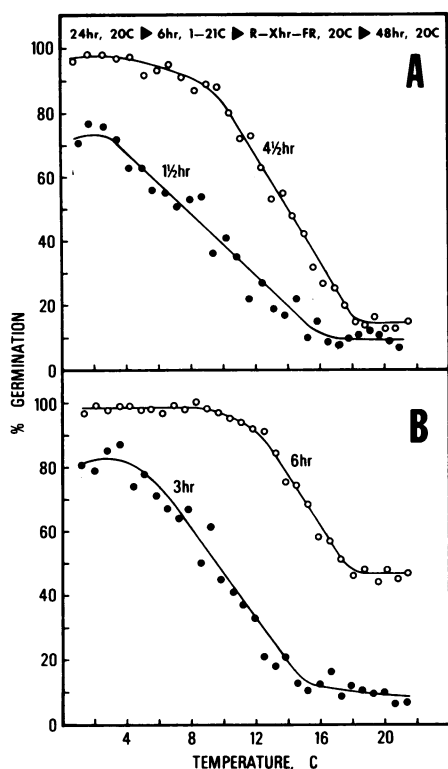 24hr, 20C ▶ 6hr, 1–21C ▶ R–Xhr–FR, 20C ▶ 48hr, 20C
A
100
80
60
40
20
0
4½hr
1½hr
% GERMINATION
B
100
80
60
40
20
0
6hr
3hr
4 8 12 16 20
TEMPERATURE, C